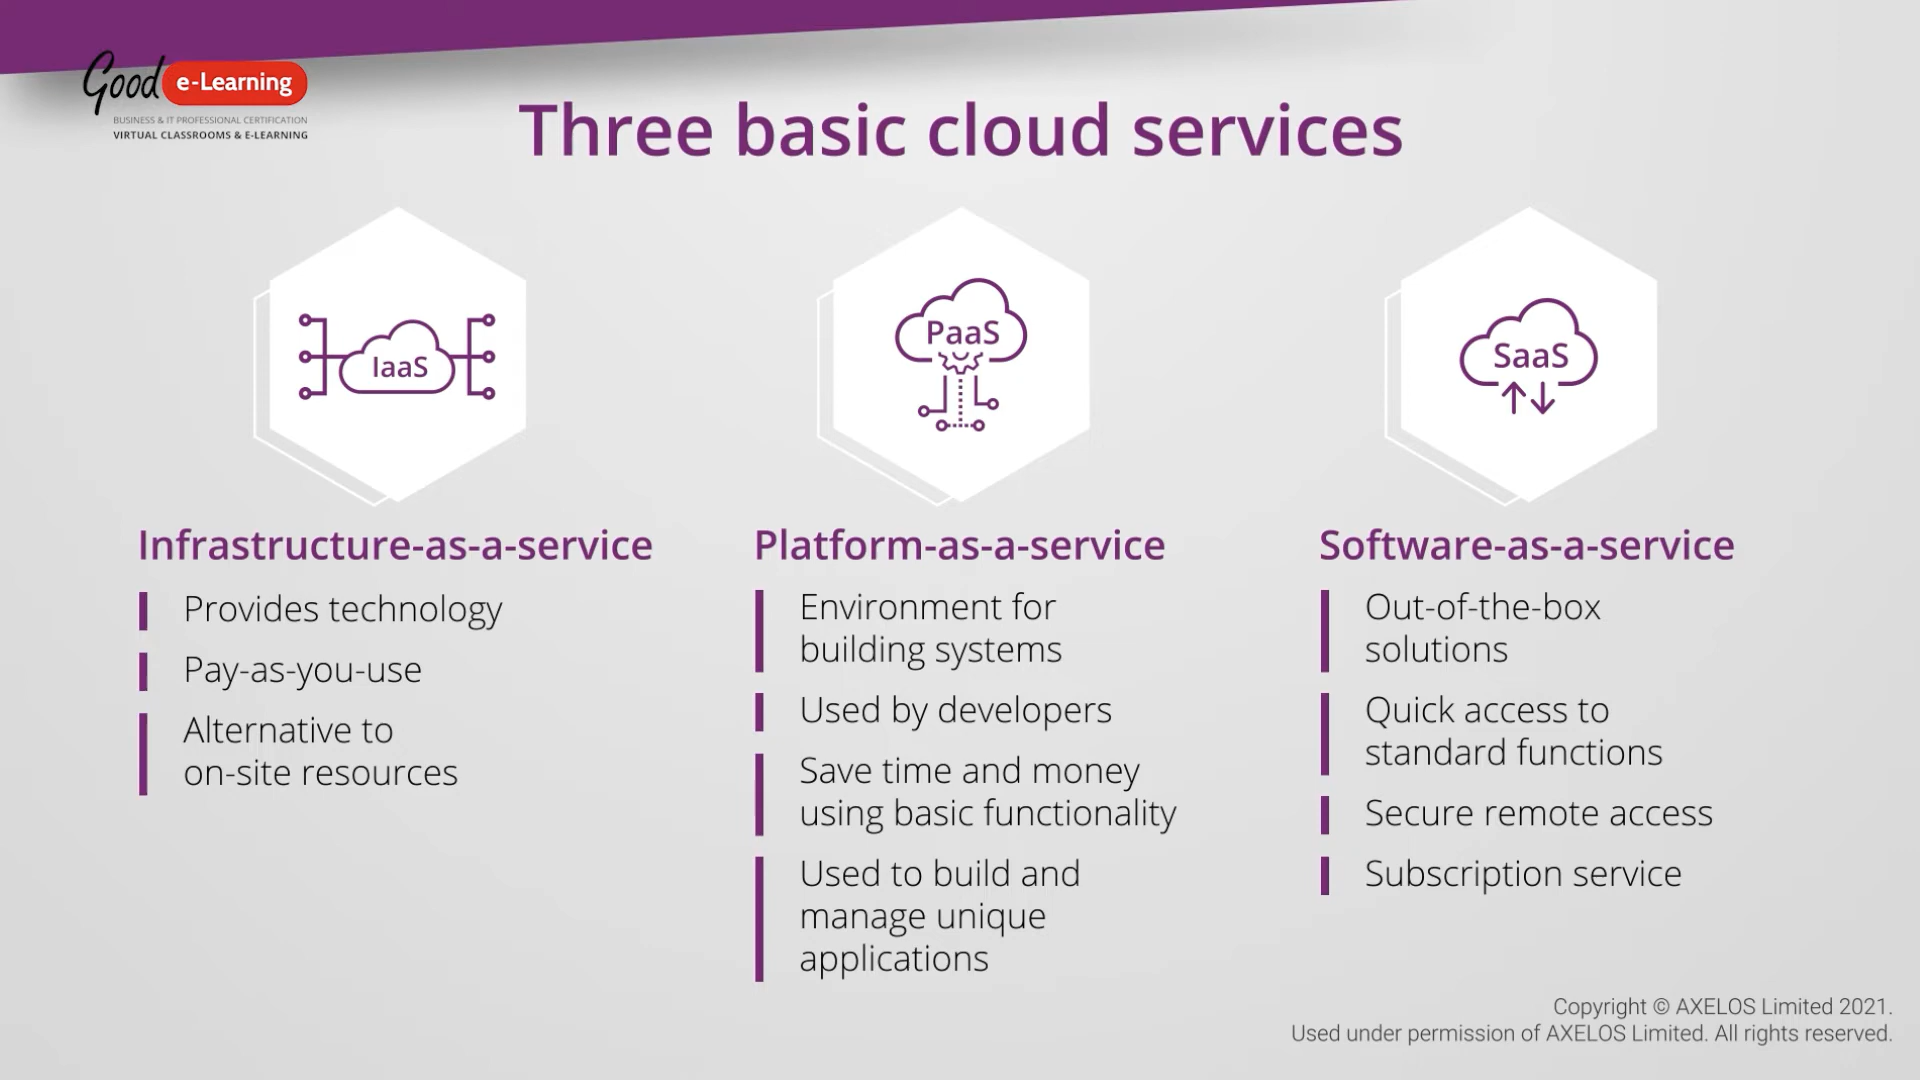 Good e-Learning
BUSINESS & IT PROFESSIONAL CERTIFICATION
VIRTUAL CLASSROOMS & E-LEARNING
Three basic cloud services
IaaS
PaaS
SaaS
Infrastructure-as-a-service
Provides technology
Pay-as-you-use
Alternative to
on-site resources
Platform-as-a-service
Environment for
building systems
Used by developers
Save time and money
using basic functionality
Used to build and
manage unique
applications
Software-as-a-service
Out-of-the-box
solutions
Quick access to
standard functions
Secure remote access
Subscription service
Copyright © AXELOS Limited 2021.
Used under permission of AXELOS Limited. All rights reserved.